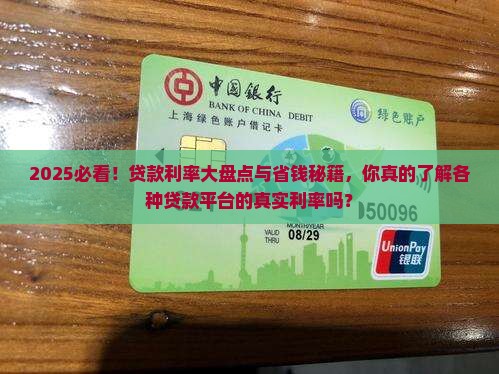 中国银行
BANK OF CHINA DEBIT
上海绿色账户借记卡
绿色账户
2025必看！贷款利率大盘点与省钱秘籍，你真的了解各
种贷款平台的真实利率吗？
050096
MONTH/YEAR
VALID THRU 08/29
UnionPay
银联